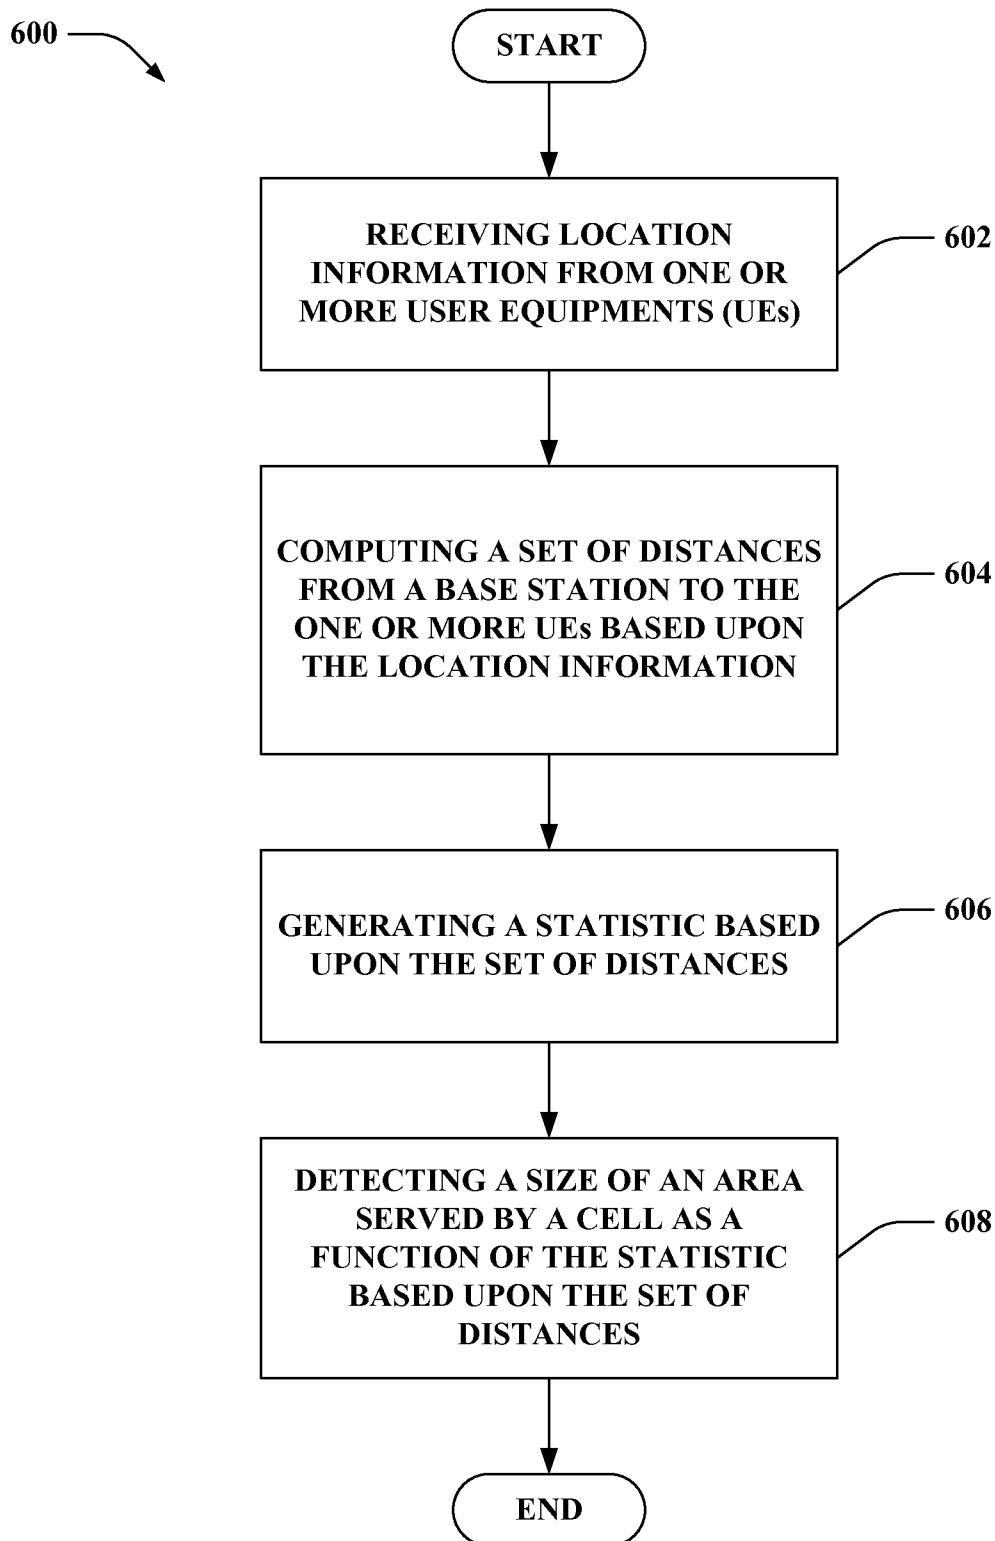 600
START
RECEIVING LOCATION
INFORMATION FROM ONE OR
MORE USER EQUIPMENTS (UEs)
602
COMPUTING A SET OF DISTANCES
FROM A BASE STATION TO THE
ONE OR MORE UEs BASED UPON
THE LOCATION INFORMATION
604
GENERATING A STATISTIC BASED
UPON THE SET OF DISTANCES
606
DETECTING A SIZE OF AN AREA
SERVED BY A CELL AS A
FUNCTION OF THE STATISTIC
BASED UPON THE SET OF
DISTANCES
608
END